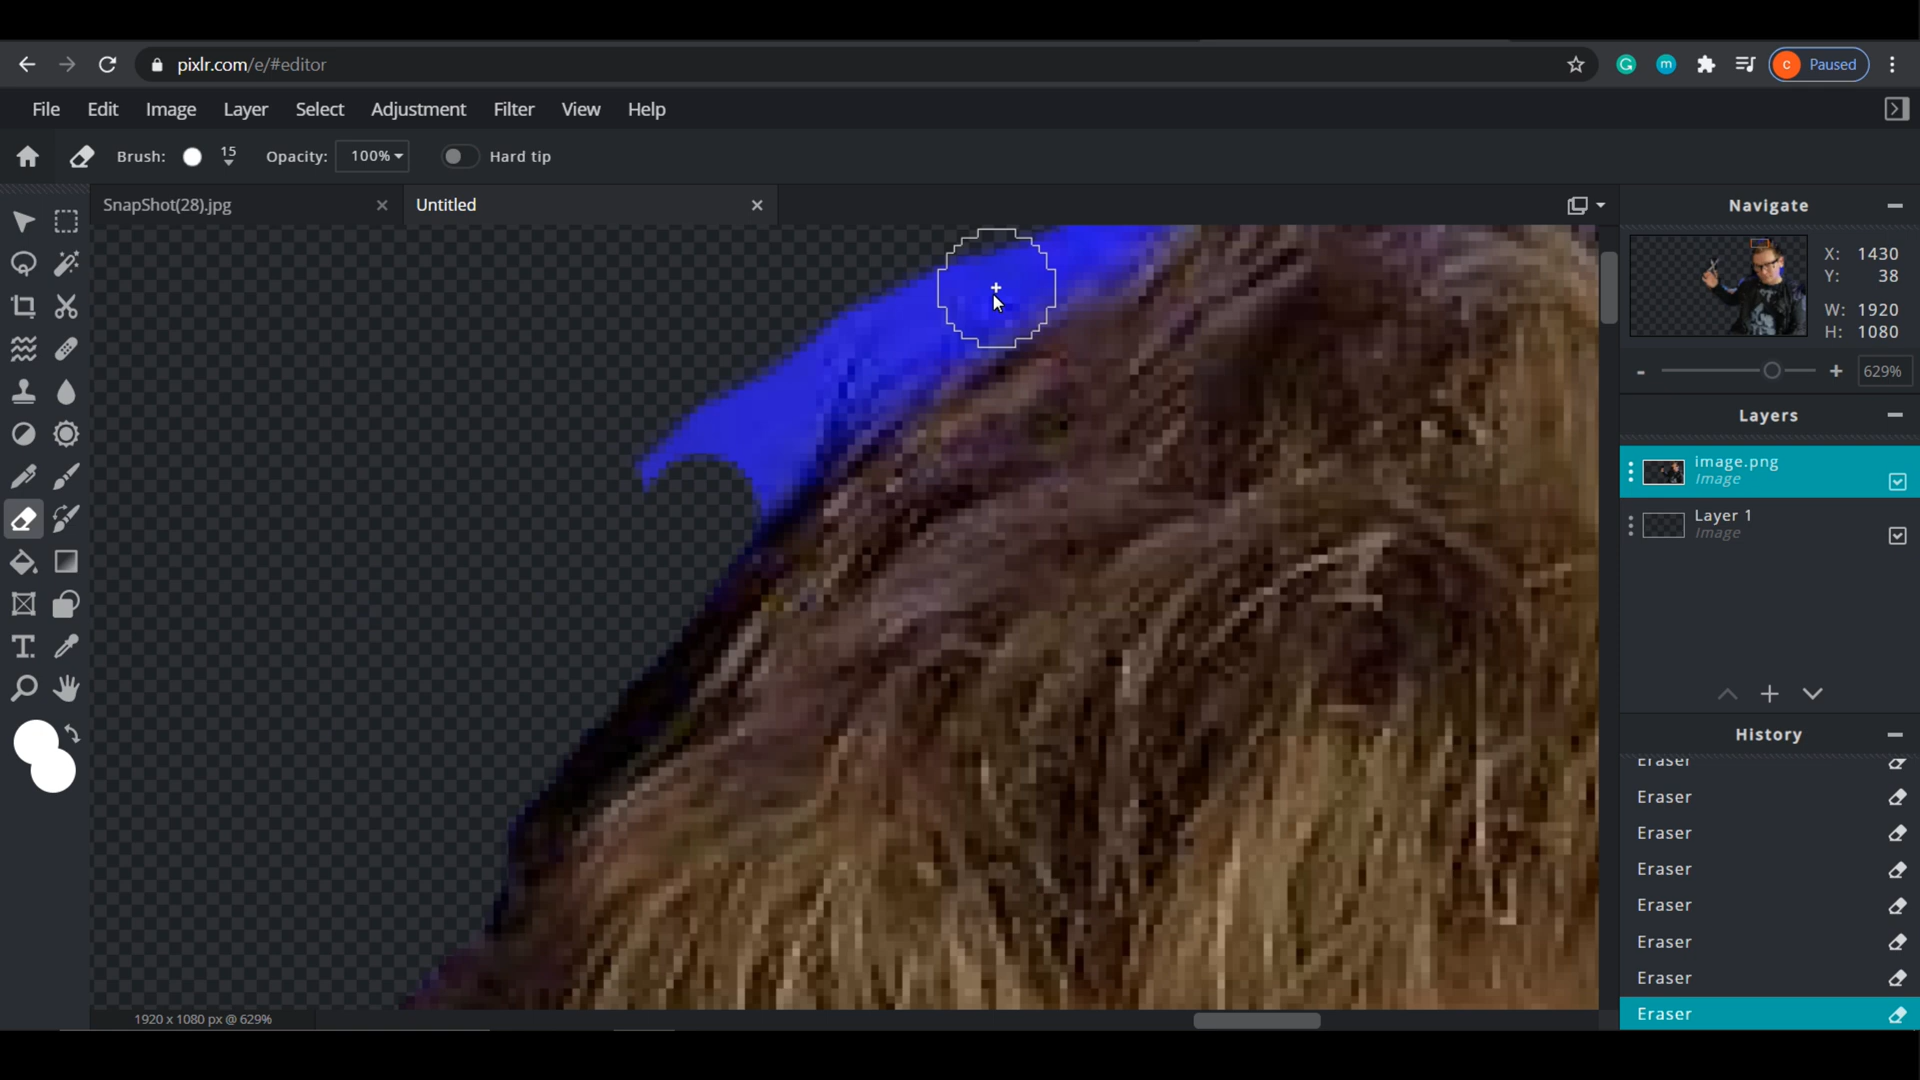 pixlr.com/e/#editor
C Paused
File Edit Image Layer Select Adjustment Filter View Help
Brush: 15 Opacity: 100% Hard tip
SnapShot(28).jpg Untitled
Navigate
X: 1430
Y: 38
W: 1920
H: 1080
- + 629%
Layers
image.png
Image
Layer 1
Image
History
Eraser
Eraser
Eraser
Eraser
Eraser
Eraser
Eraser
Eraser
1920 x 1080 px @ 629%